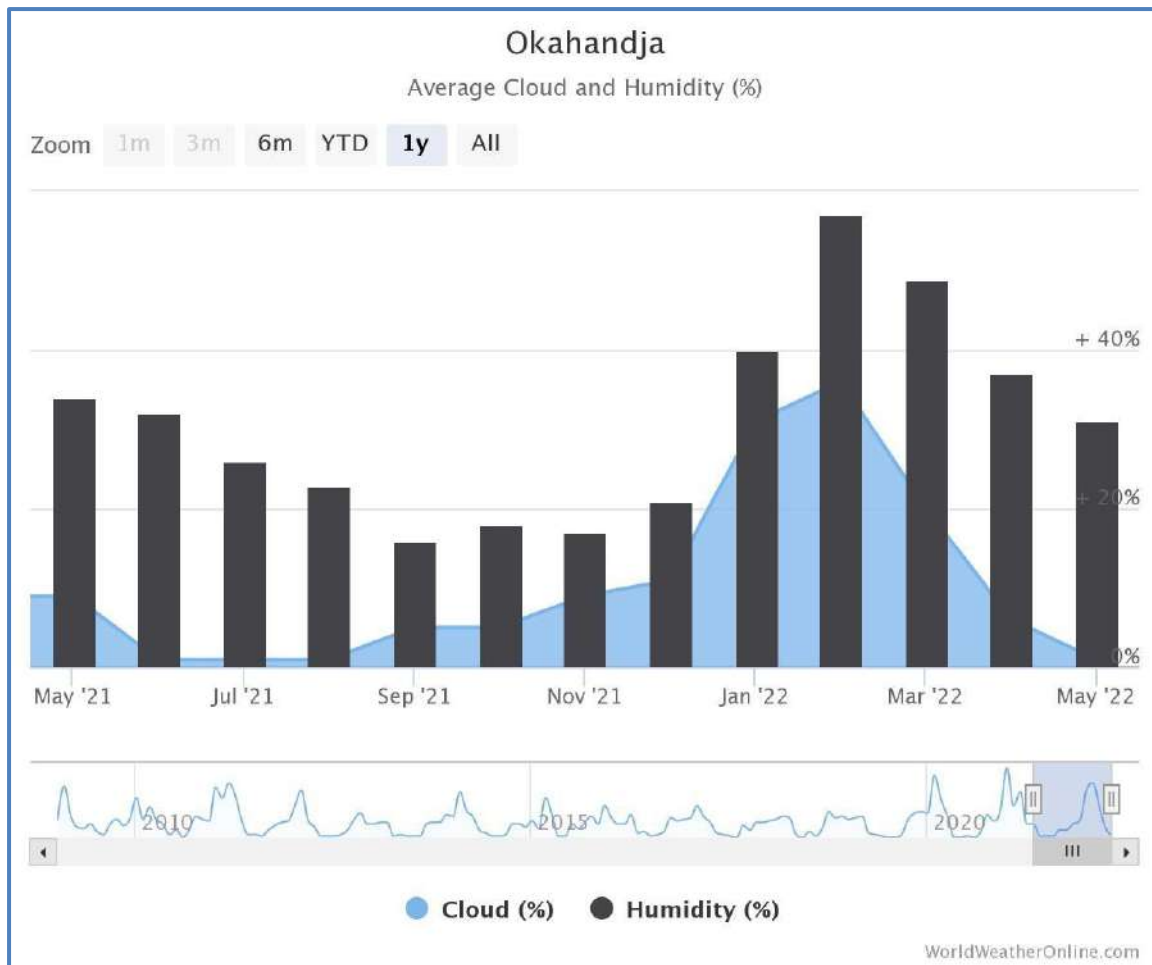 Okahandja
Average Cloud and Humidity (%)
Zoom 1m 3m 6m YTD 1y All
+ 40%
+ 20%
0%
May '21 Jul '21 Sep '21 Nov '21 Jan '22 Mar '22 May '22
2010 2015 2020
Cloud (%) Humidity (%)
WorldWeatherOnline.com